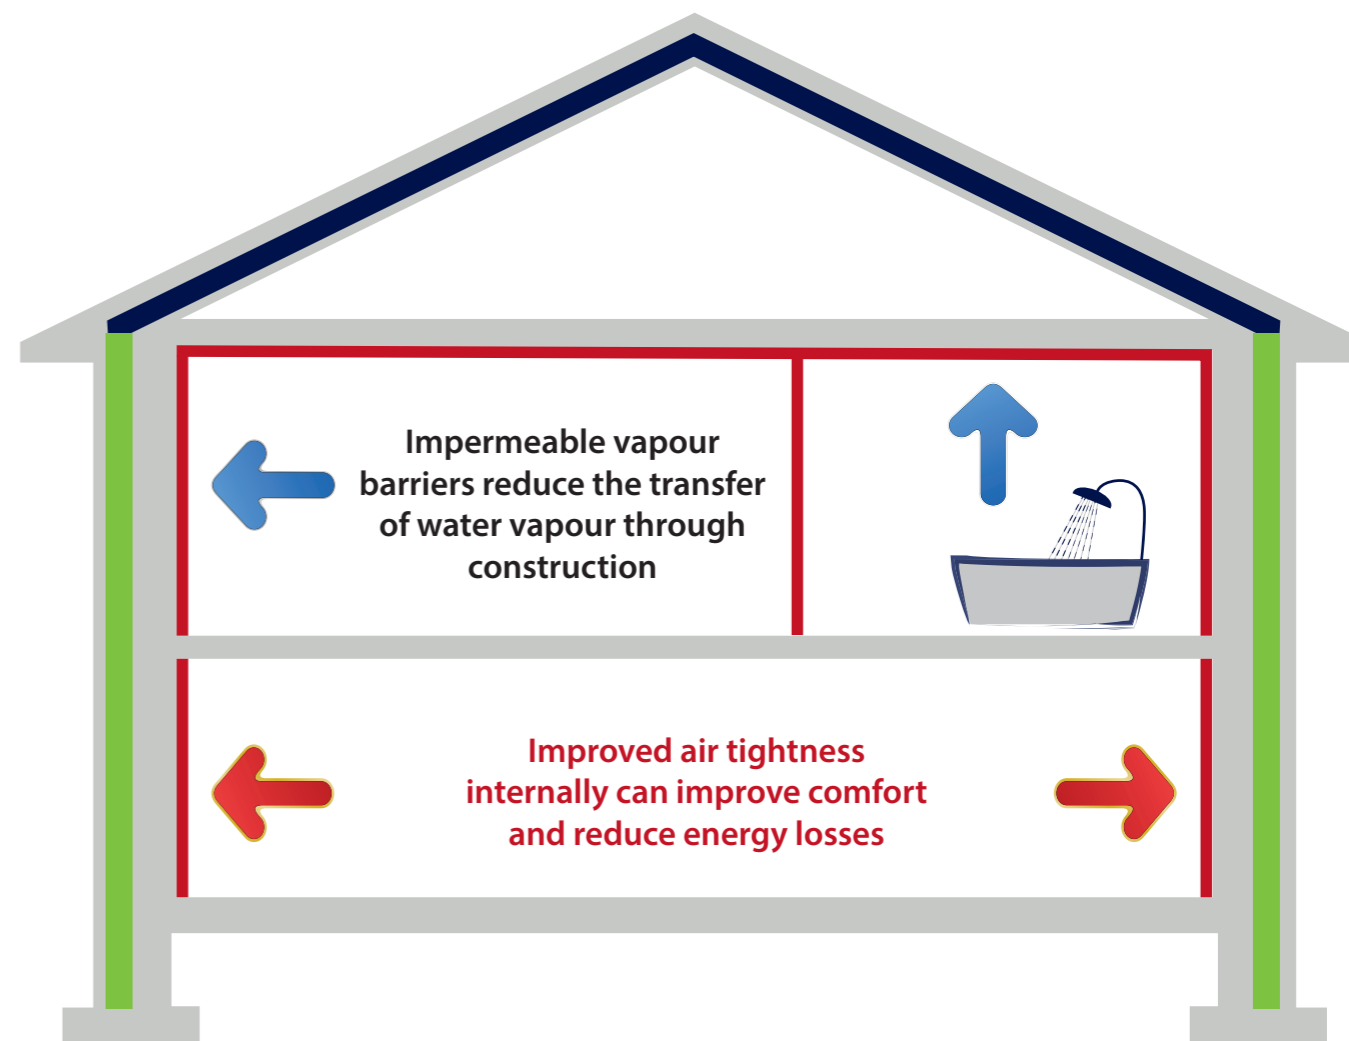 Impermeable vapour
barriers reduce the transfer
of water vapour through
construction
Improved air tightness
internally can improve comfort
and reduce energy losses